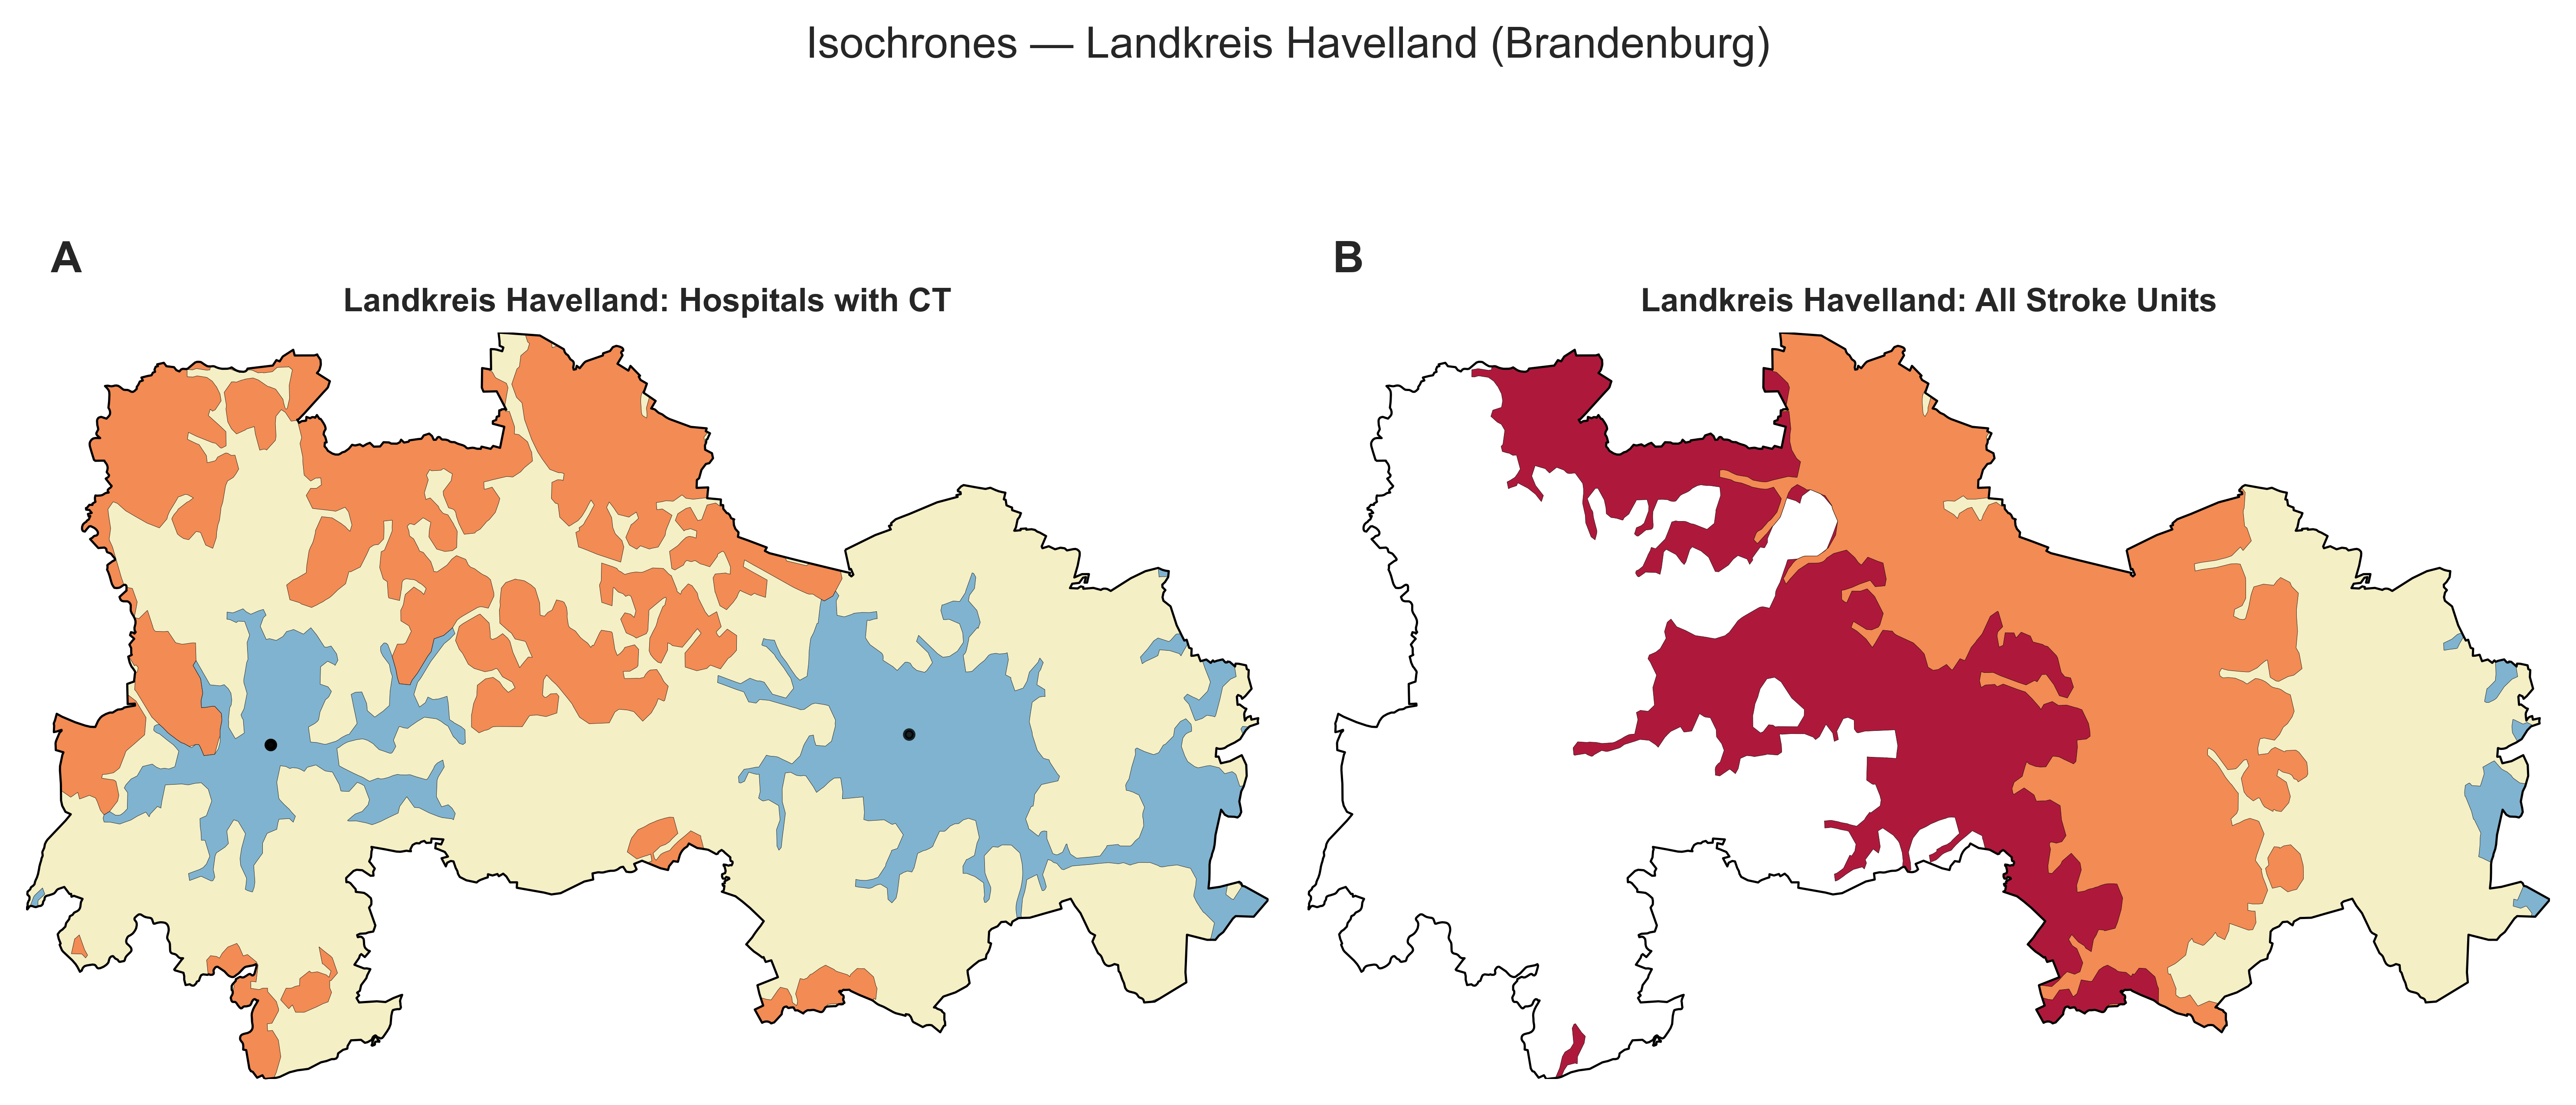 Isochrones — Landkreis Havelland (Brandenburg)
A
B
Landkreis Havelland: Hospitals with CT
Landkreis Havelland: All Stroke Units